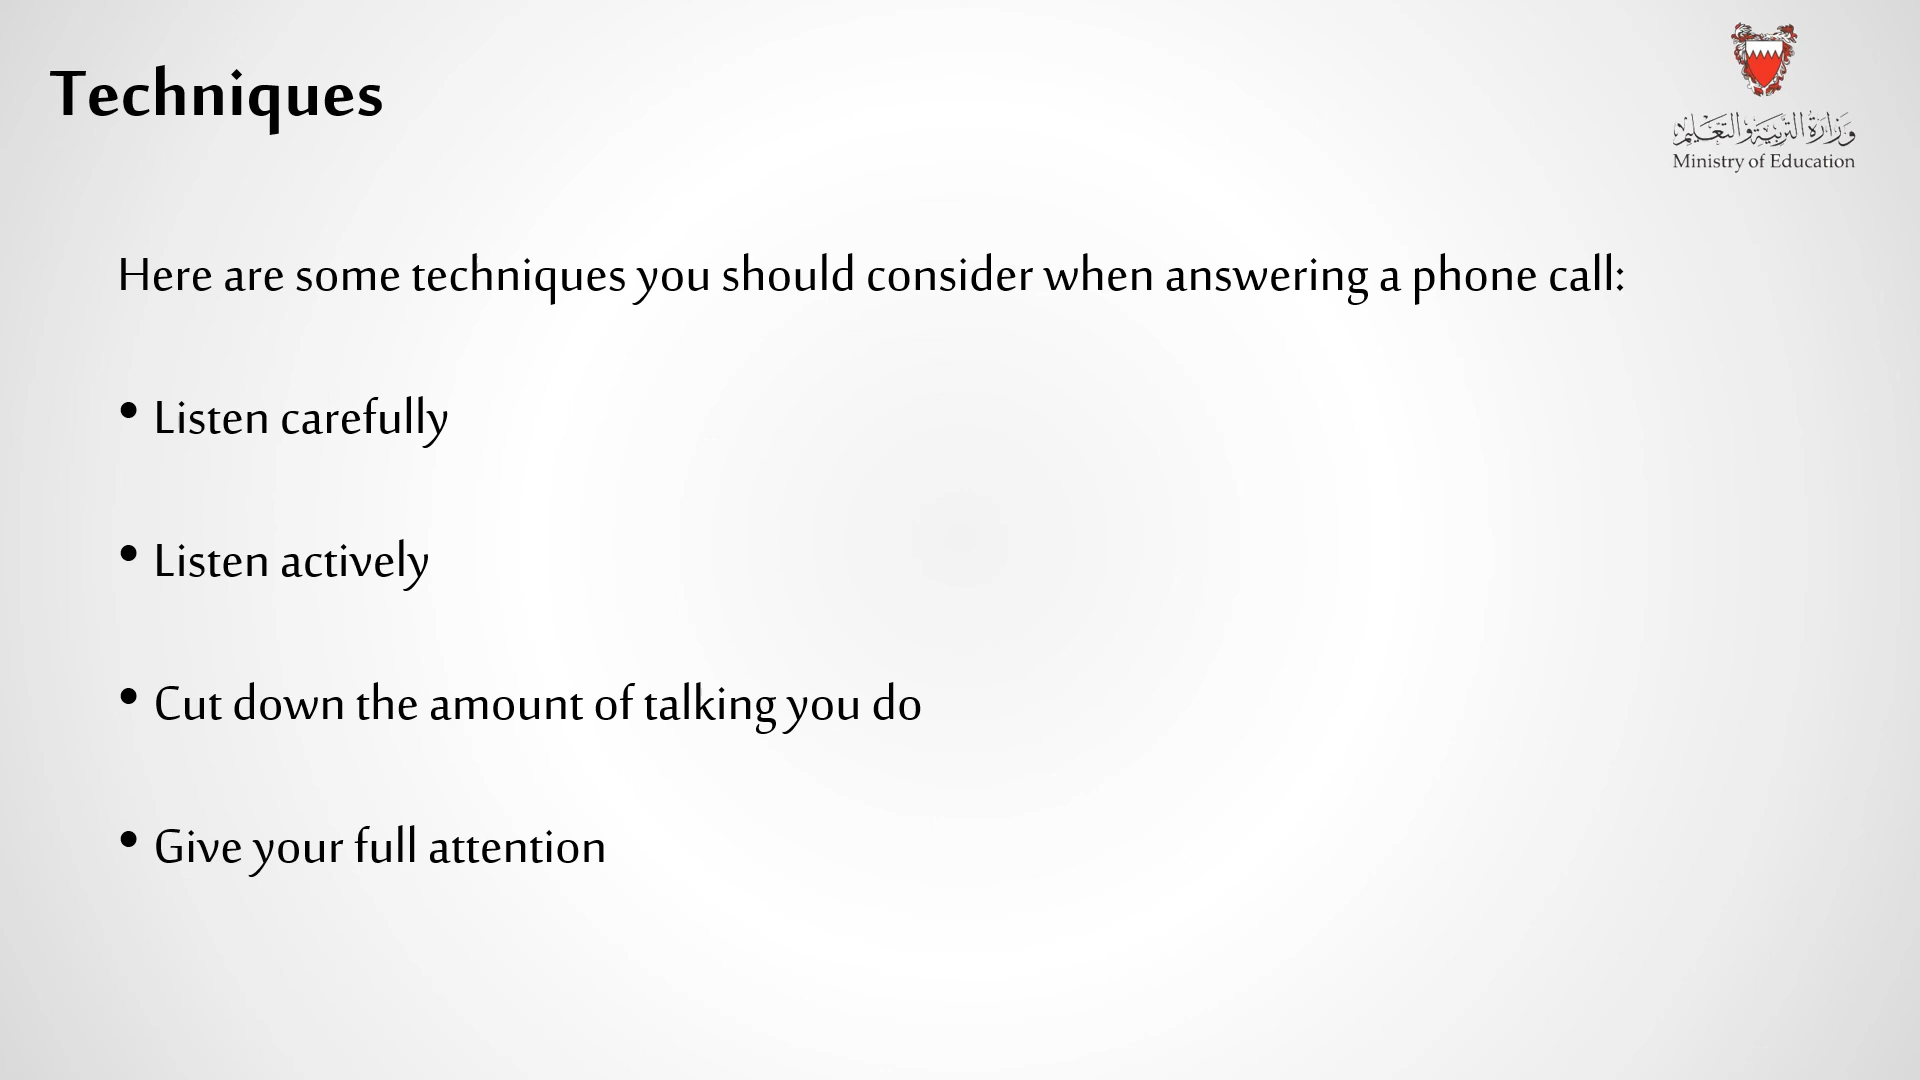 Techniques
وزارة التربية والتعليم
Ministry of Education
Here are some techniques you should consider when answering a phone call:
• Listen carefully
• Listen actively
• Cut down the amount of talking you do
• Give your full attention